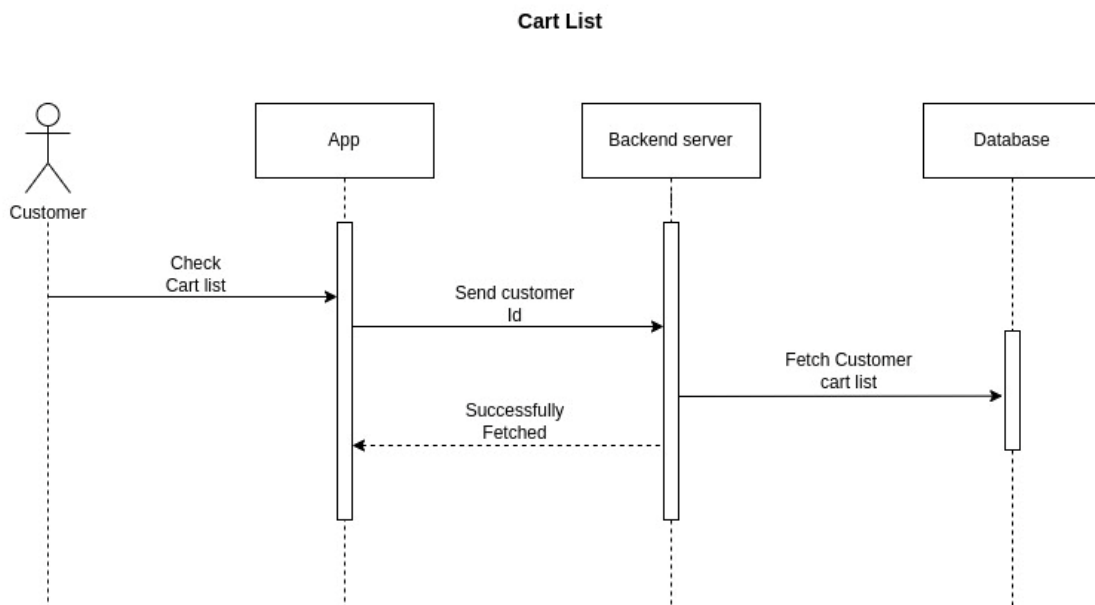 Cart List
App
Backend server
Database
Customer
Check
Cart list
Send customer
Id
Fetch Customer
cart list
Successfully
Fetched